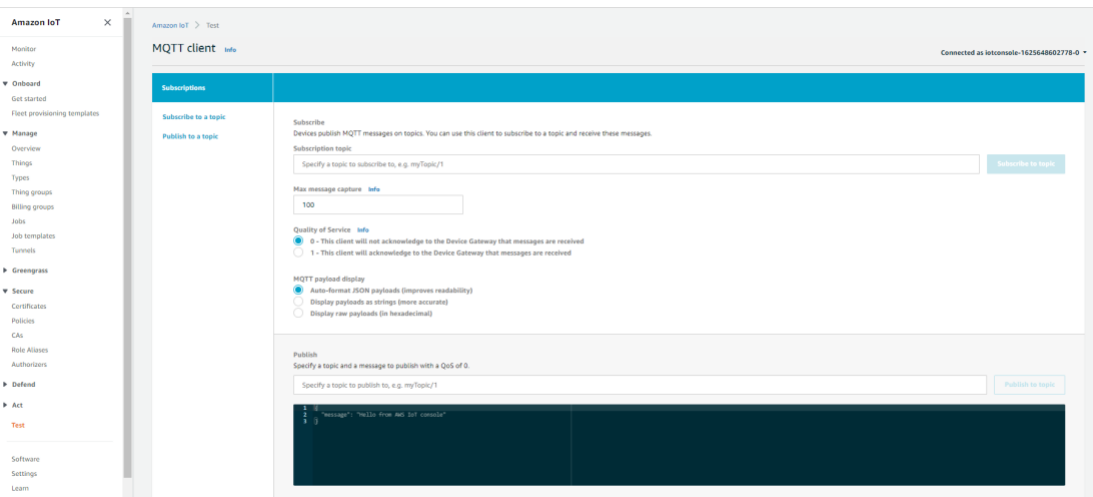 Amazon IoT
Monitor
Activity
Onboard
Get started
Fleet provisioning templates
Manage
Overview
Things
Types
Thing groups
Billing groups
Jobs
Job templates
Tunnels
Greengrass
Secure
Certificates
Policies
CAs
Role Aliases
Authorizers
Defend
Act
Test
Software
Settings
Learn
Amazon IoT > Test
MQTT client Info
Connected as iotconsole-1625648602778-0
Subscriptions
Subscribe to a topic
Publish to a topic
Subscribe
Devices publish MQTT messages on topics. You can use this client to subscribe to a topic and receive these messages.
Subscription topic
Specify a topic to subscribe to, e.g. myTopic/1
Subscribe to topic
Max message capture Info
100
Quality of Service Info
0 - This client will not acknowledge to the Device Gateway that messages are received
1 - This client will acknowledge to the Device Gateway that messages are received
MQTT payload display
Auto-format JSON payloads (improves readability)
Display payloads as strings (more accurate)
Display raw payloads (in hexadecimal)
Publish
Specify a topic and a message to publish with a QoS of 0.
Specify a topic to publish to, e.g. myTopic/1
Publish to topic
1 {
2 "message": "Hello from AWS IoT console"
3 }